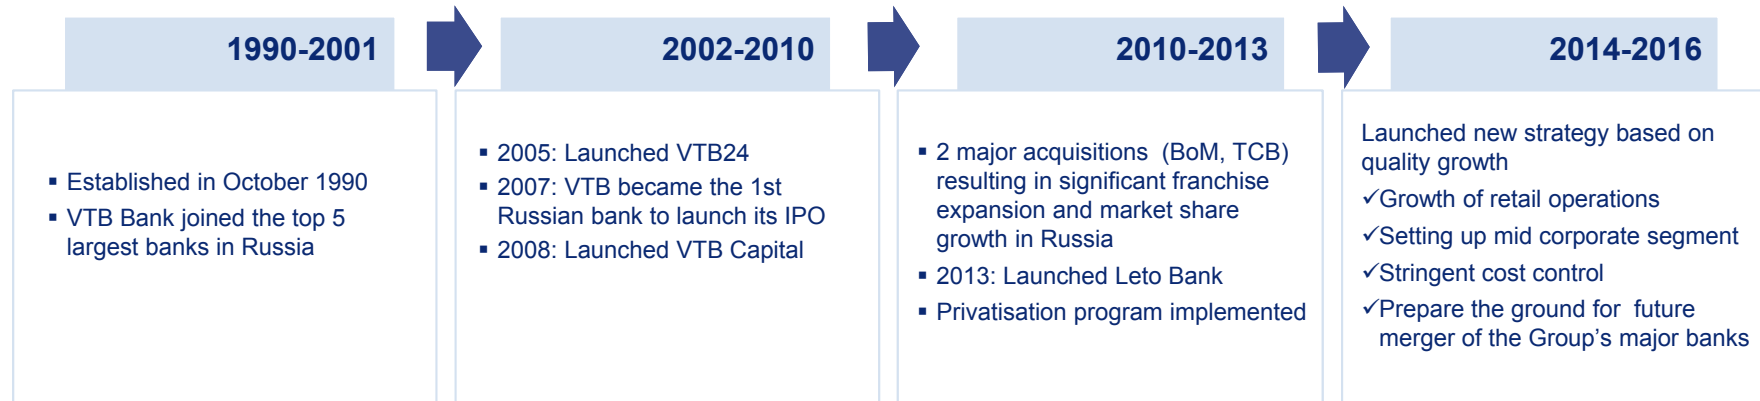 1990-2001
▪ Established in October 1990
▪ VTB Bank joined the top 5
largest banks in Russia
2002-2010
▪ 2005: Launched VTB24
▪ 2007: VTB became the 1st
Russian bank to launch its IPO
▪ 2008: Launched VTB Capital
2010-2013
▪ 2 major acquisitions (BoM, TCB)
resulting in significant franchise
expansion and market share
growth in Russia
▪ 2013: Launched Leto Bank
▪ Privatisation program implemented
2014-2016
Launched new strategy based on
quality growth
✓Growth of retail operations
✓Setting up mid corporate segment
✓Stringent cost control
✓Prepare the ground for future
merger of the Group's major banks